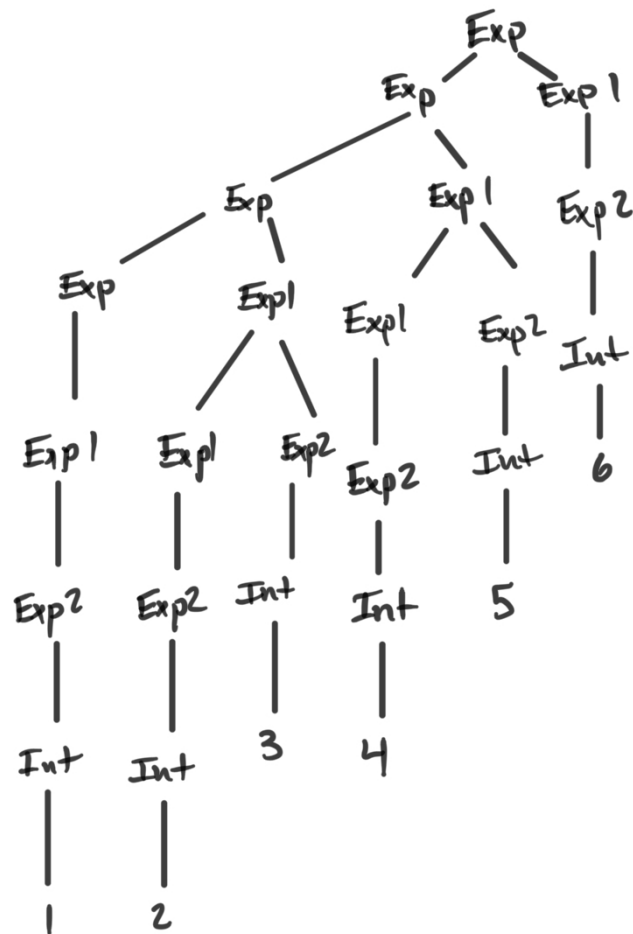 Exp
Exp Exp1
Exp Exp1 Exp2
Exp Exp1 Exp1 Exp2 Int
Exp1 Exp1 Exp2 Exp2 Int 6
Exp2 Exp2 Int Int 5
Int Int 3 4
1 2